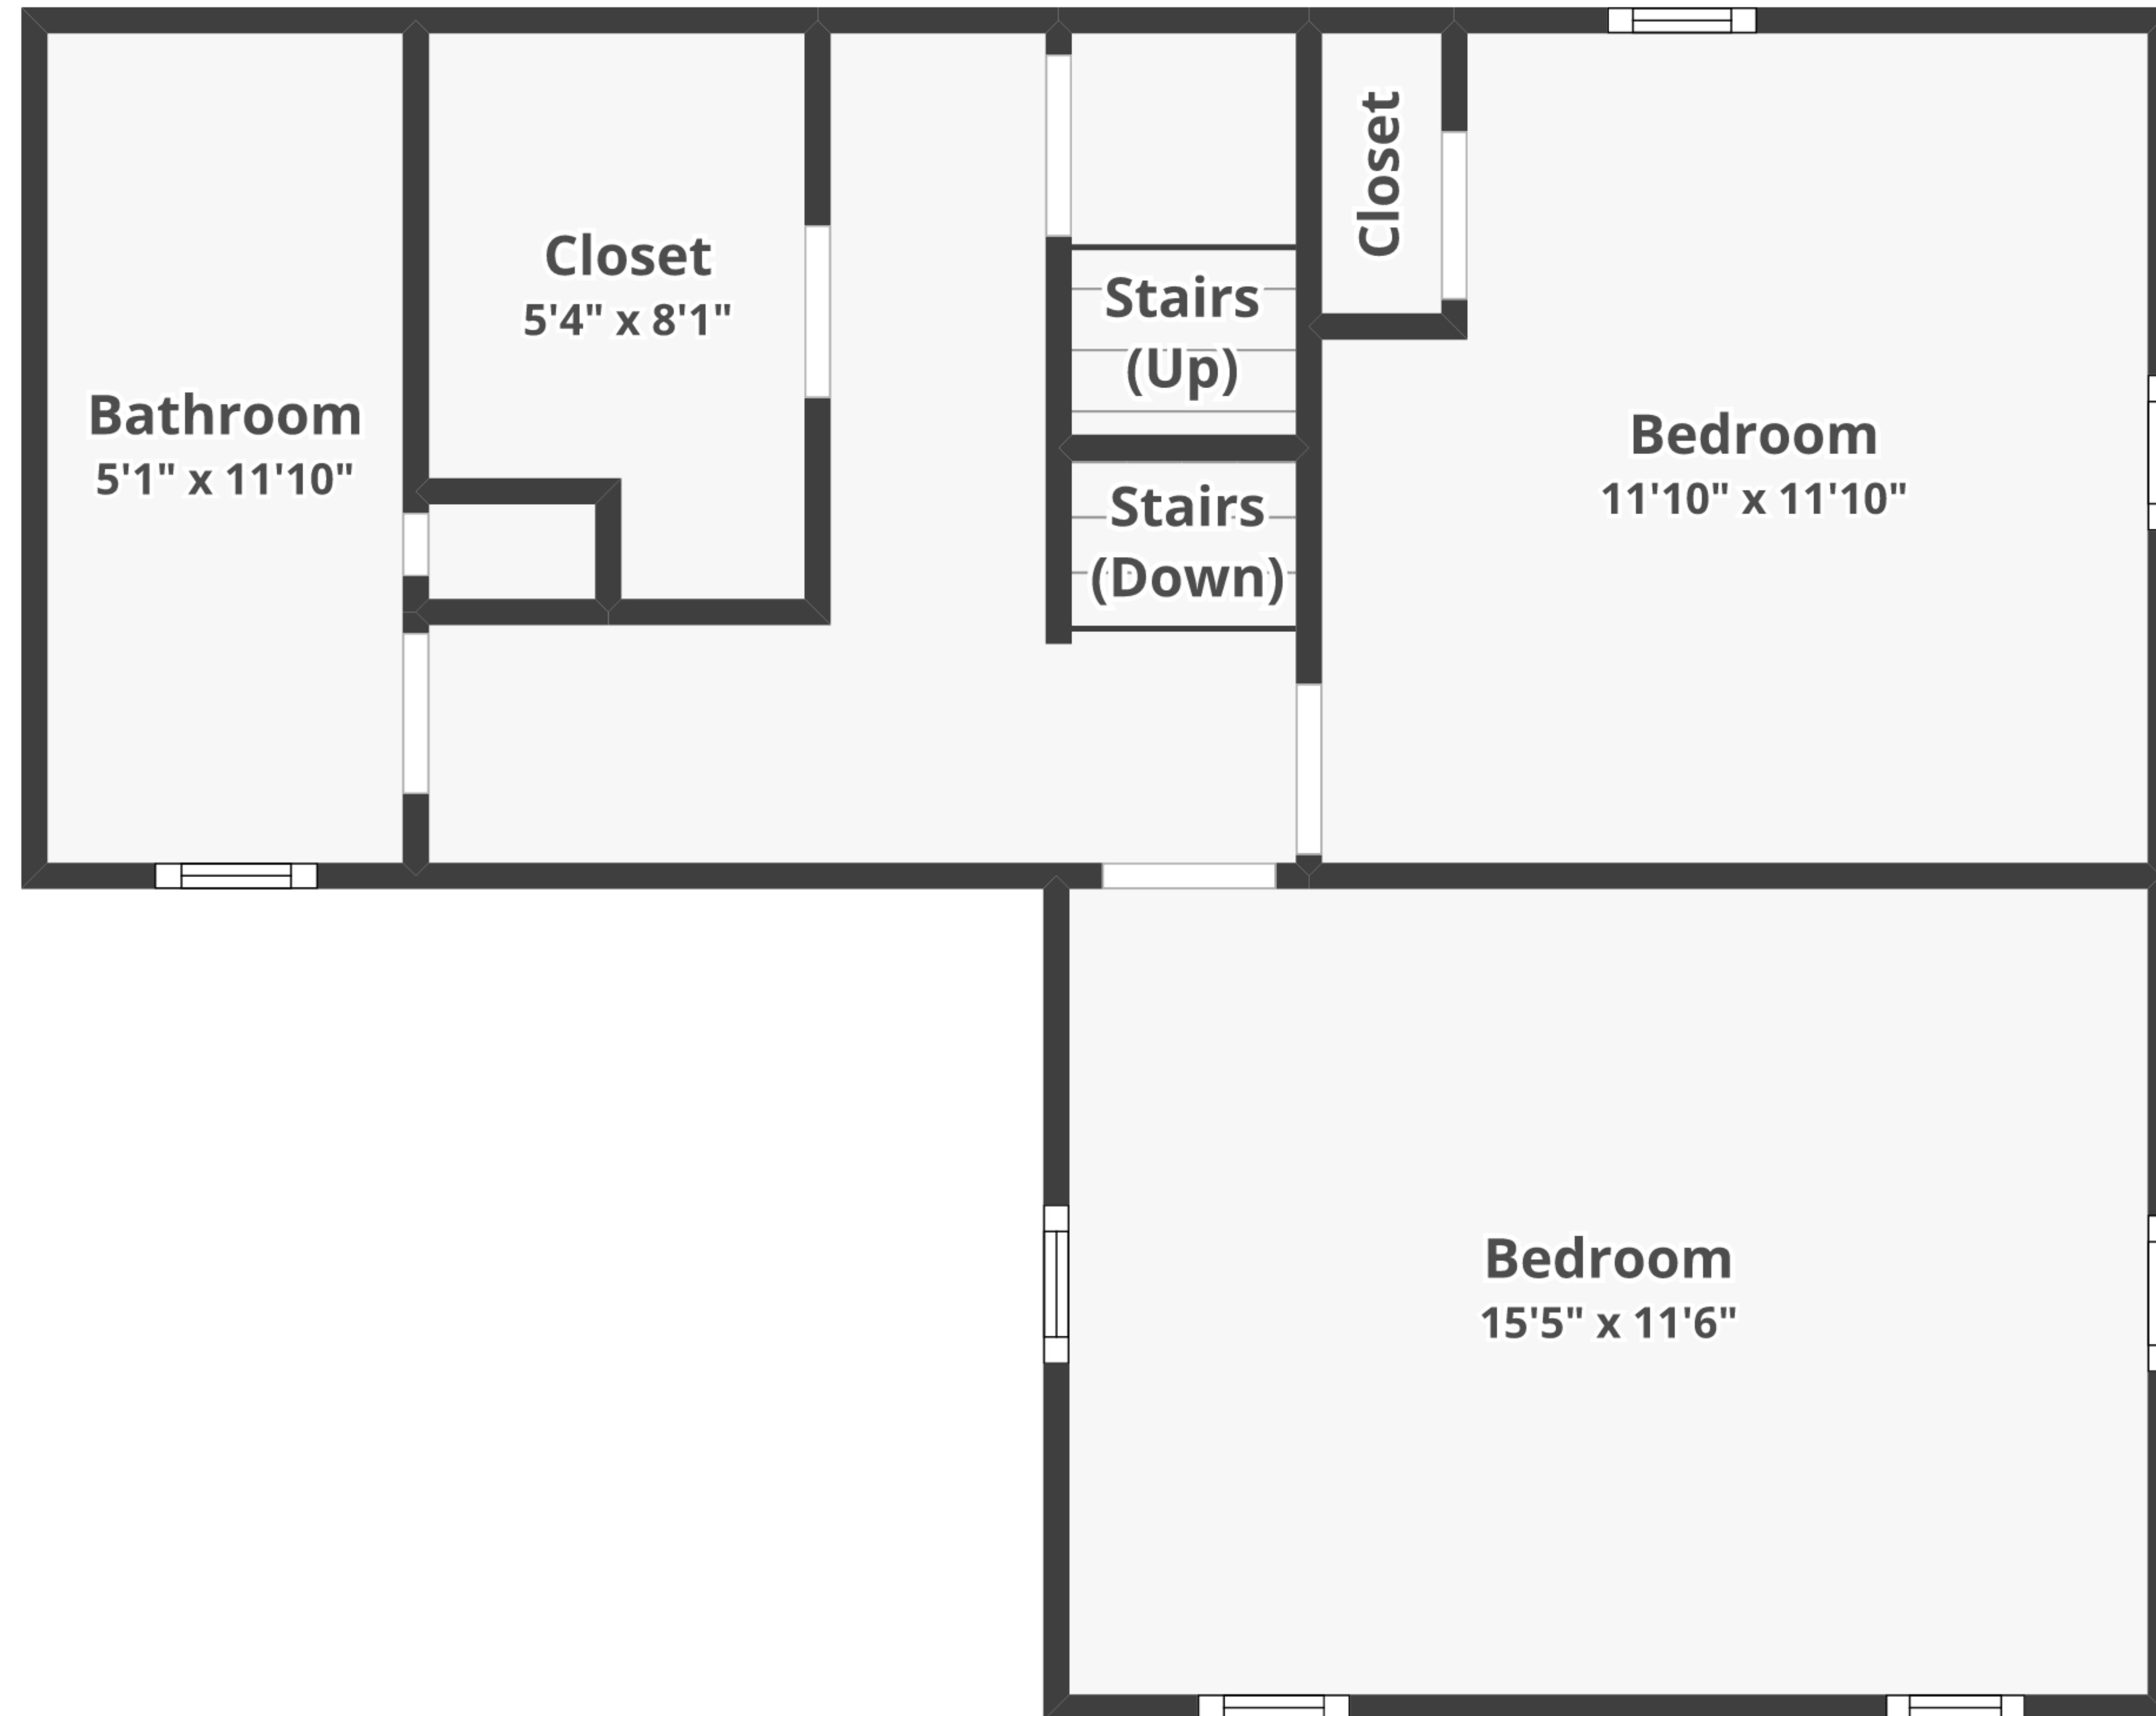 Closet
Closet
5'4" x 8'1"
Stairs
(Up)
Bathroom
5'1" x 11'10"
Bedroom
11'10" x 11'10"
Stairs
(Down)
Bedroom
15'5" x 11'6"